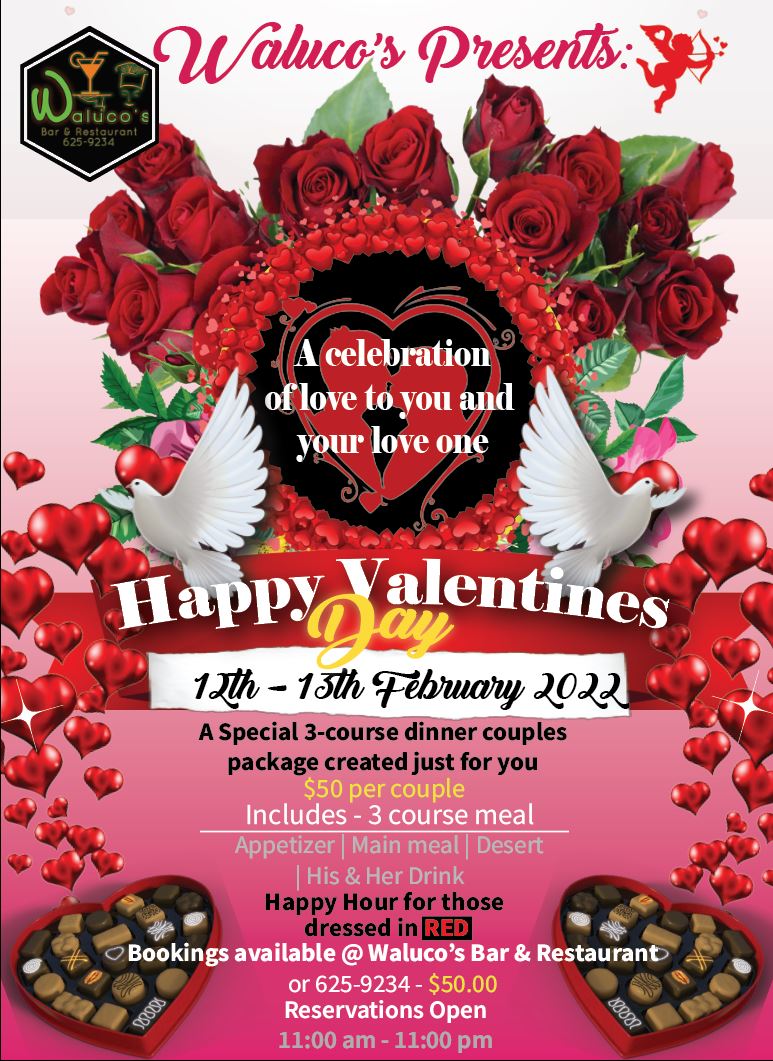 Waluco's Presents:
Waluco's
Bar & Restaurant
625-9234
A celebration
of love to you and
your love one
Happy Valentines
Day
12th - 13th February 2022
A Special 3-course dinner couples
package created just for you
$50 per couple
Includes - 3 course meal
Appetizer | Main meal | Desert
| His & Her Drink
Happy Hour for those
dressed in RED
Bookings available @ Waluco's Bar & Restaurant
or 625-9234 - $50.00
Reservations Open
11:00 am - 11:00 pm